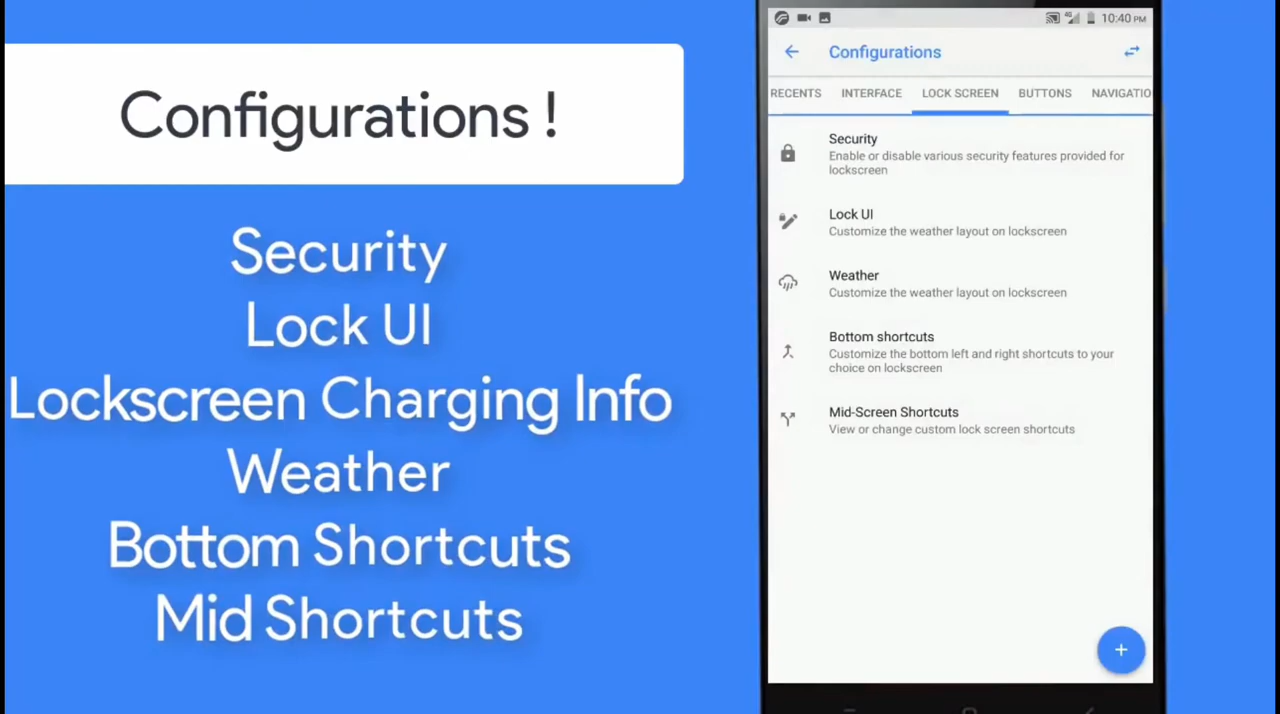 Configurations !
Security
Lock UI
Lockscreen Charging Info
Weather
Bottom Shortcuts
Mid Shortcuts
4G 10:40 PM
Configurations
RECENTS INTERFACE LOCK SCREEN BUTTONS NAVIGATIO
Security
Enable or disable various security features provided for
lockscreen
Lock UI
Customize the weather layout on lockscreen
Weather
Customize the weather layout on lockscreen
Bottom shortcuts
Customize the bottom left and right shortcuts to your
choice on lockscreen
Mid-Screen Shortcuts
View or change custom lock screen shortcuts